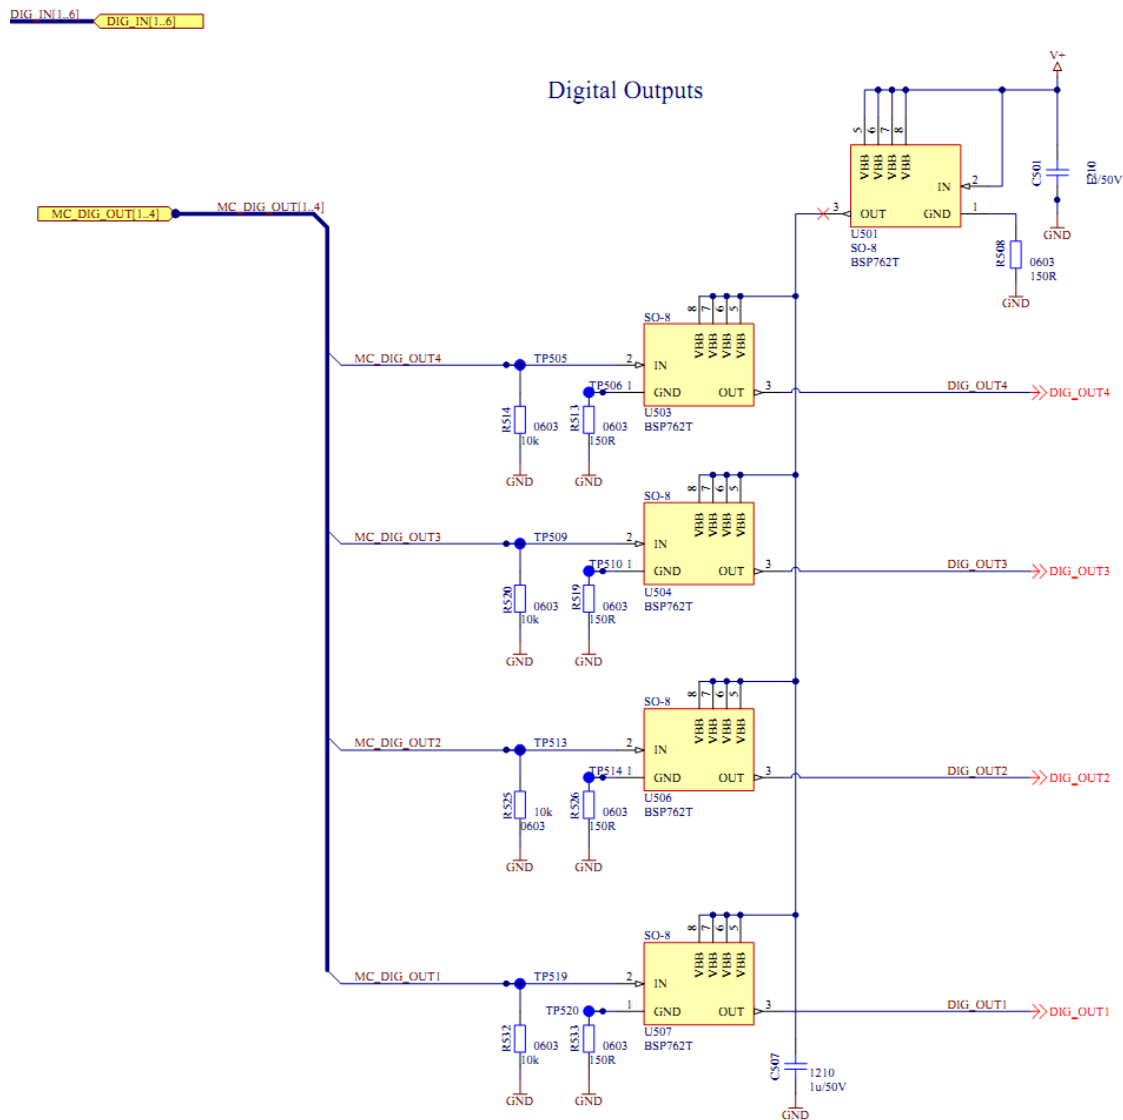 DIG_IN[1..6]
DIG_IN[1..6]
Digital Outputs
V+
5 6 7 8
VBB VBB VBB VBB
IN 2
C501
1u/50V
GND
MC_DIG_OUT[1..4]
MC_DIG_OUT[1..4]
3 OUT GND 1
U501
SO-8
BSP762T
R508
0603
150R
GND
8 7 6 5
SO-8
VBB VBB VBB VBB
MC_DIG_OUT4
TP505
2 IN
TP506 1 GND OUT 3
DIG_OUT4
DIG_OUT4
R514
0603
10k
R513
0603
150R
U503
BSP762T
GND
GND
8 7 6 5
SO-8
VBB VBB VBB VBB
MC_DIG_OUT3
TP509
2 IN
TP510 1 GND OUT 3
DIG_OUT3
DIG_OUT3
R520
0603
10k
R519
0603
150R
U504
BSP762T
GND
GND
8 7 6 5
SO-8
VBB VBB VBB VBB
MC_DIG_OUT2
TP513
2 IN
TP514 1 GND OUT 3
DIG_OUT2
DIG_OUT2
R525
10k
0603
R526
0603
150R
U506
BSP762T
GND
GND
8 7 6 5
SO-8
VBB VBB VBB VBB
MC_DIG_OUT1
TP519
2 IN
TP520 1 GND OUT 3
DIG_OUT1
DIG_OUT1
R532
0603
10k
R533
0603
150R
U507
BSP762T
GND
GND
C507
1210
1u/50V
GND